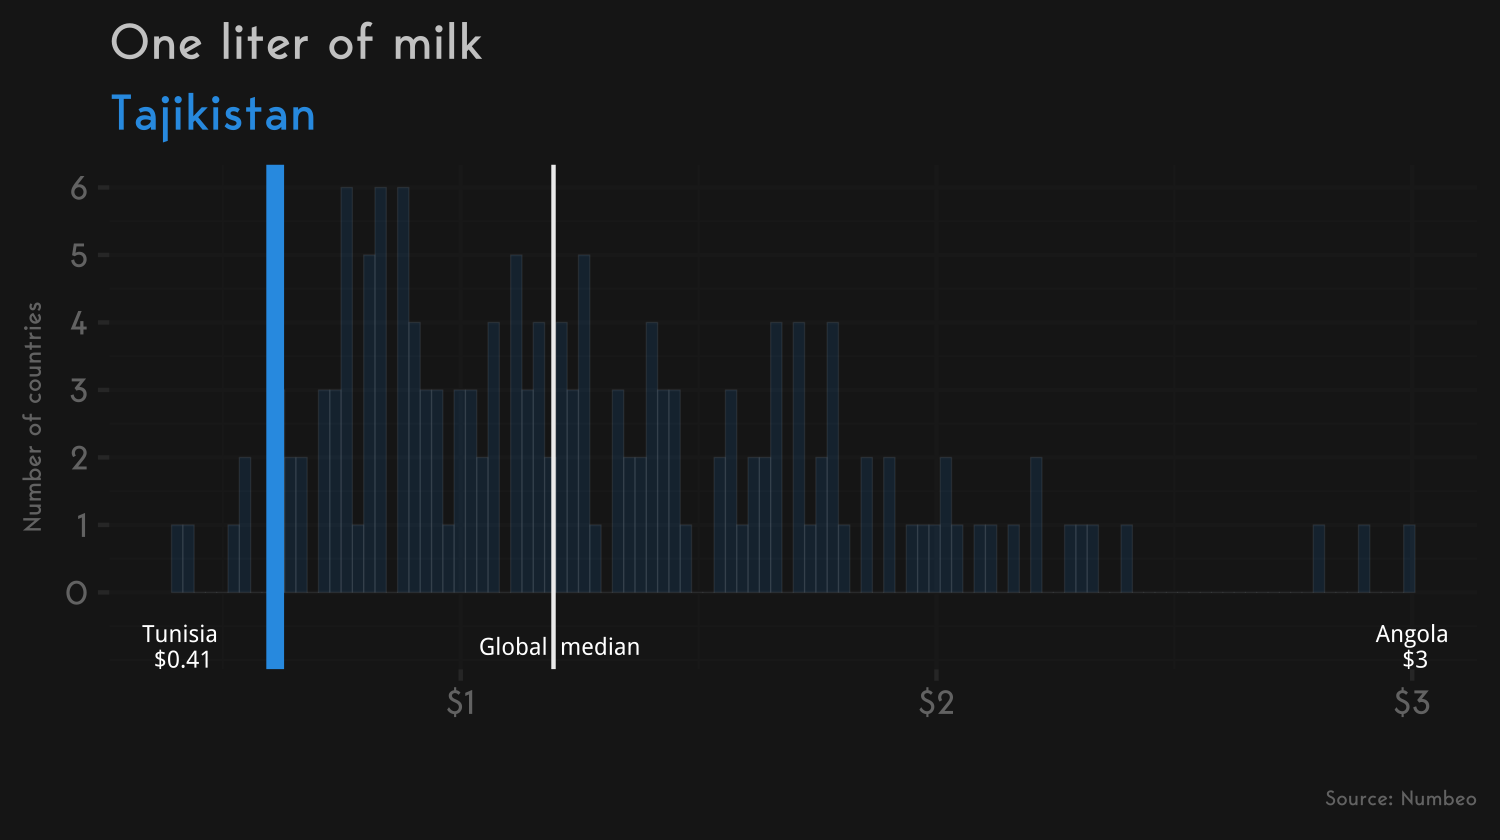 One liter of milk
Tajikistan
Number of countries
6
5
4
3
2
1
0
Tunisia
$0.41
Global median
Angola
$3
$1
$2
$3
Source: Numbeo